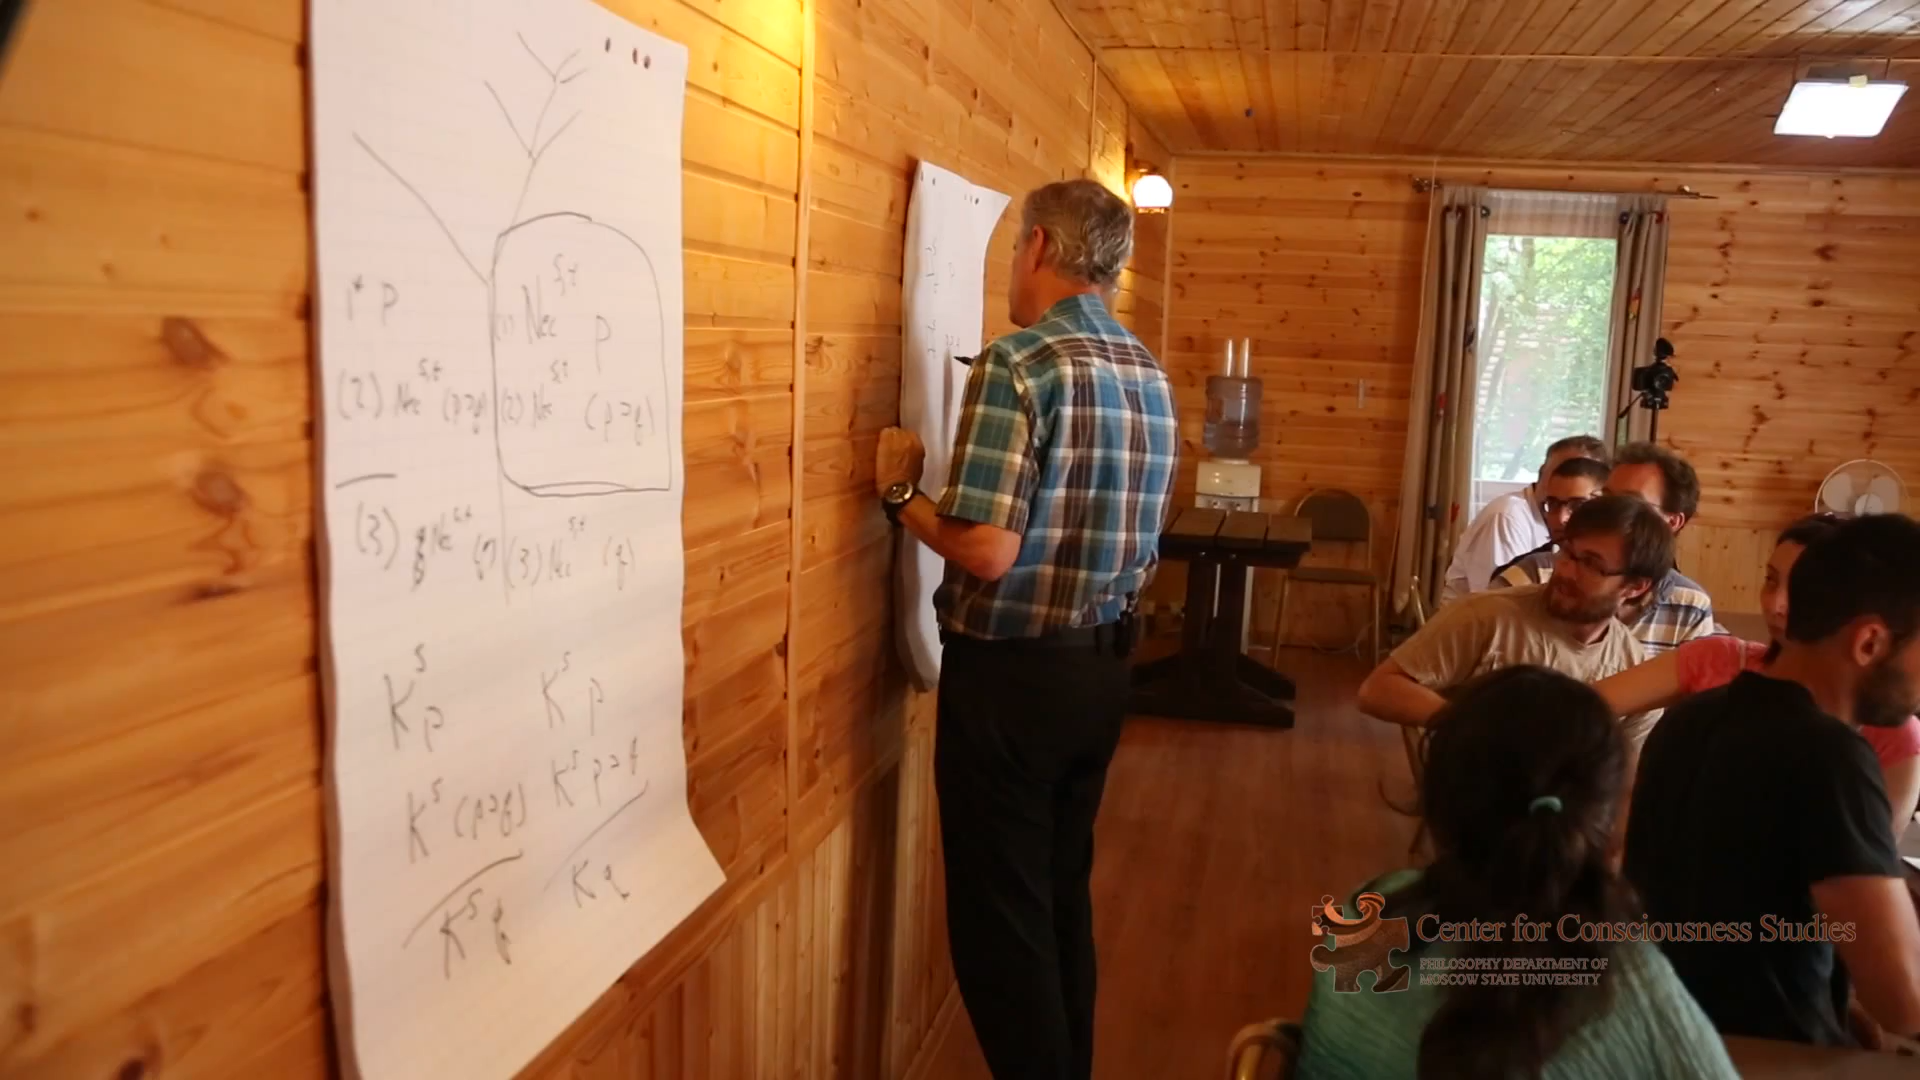 p
(2) Nec^s,t (p⊃q)
(3) Nec^s,t (q)
(1) Nec^s,t p
(2) Nec^s,t (p⊃q)
(3) Nec^s,t (q)
K^s p
K^s (p⊃q)
K^s q
K^s p
K^s p⊃q
K q
Center for Consciousness Studies
PHILOSOPHY DEPARTMENT OF
MOSCOW STATE UNIVERSITY